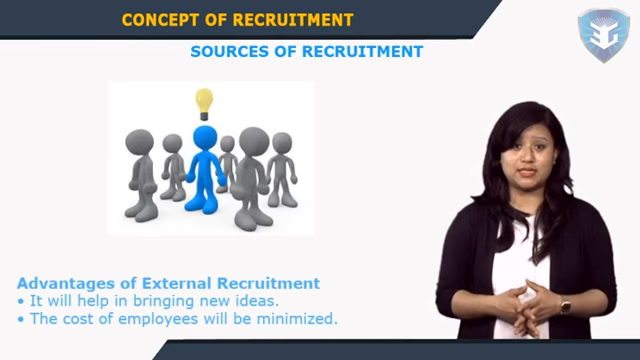 CONCEPT OF RECRUITMENT
SOURCES OF RECRUITMENT
Advantages of External Recruitment
• It will help in bringing new ideas.
• The cost of employees will be minimized.